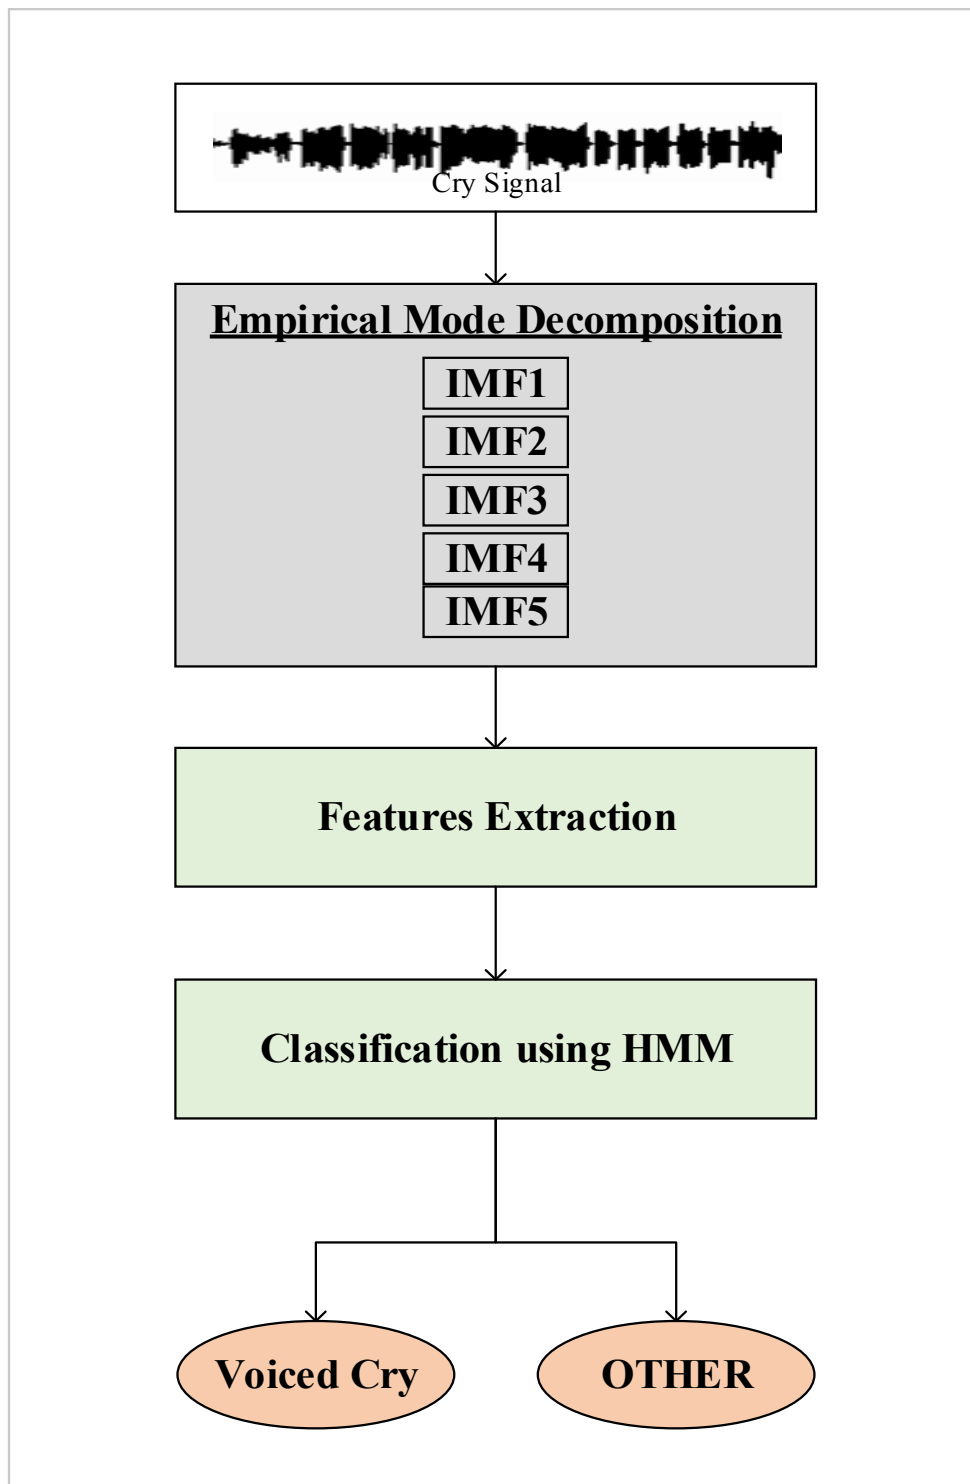 Cry Signal
Empirical Mode Decomposition
IMF1
IMF2
IMF3
IMF4
IMF5
Features Extraction
Classification using HMM
Voiced Cry
OTHER